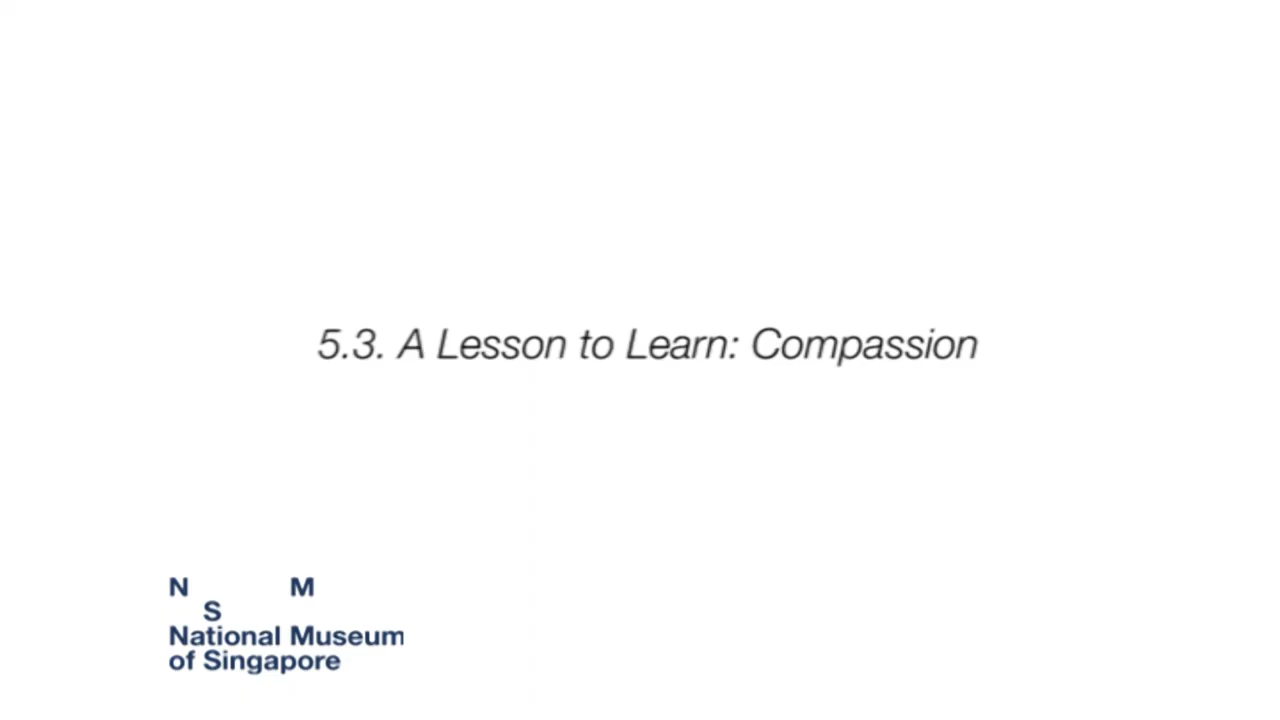 5.3. A Lesson to Learn: Compassion
N M
S
National Museum
of Singapore